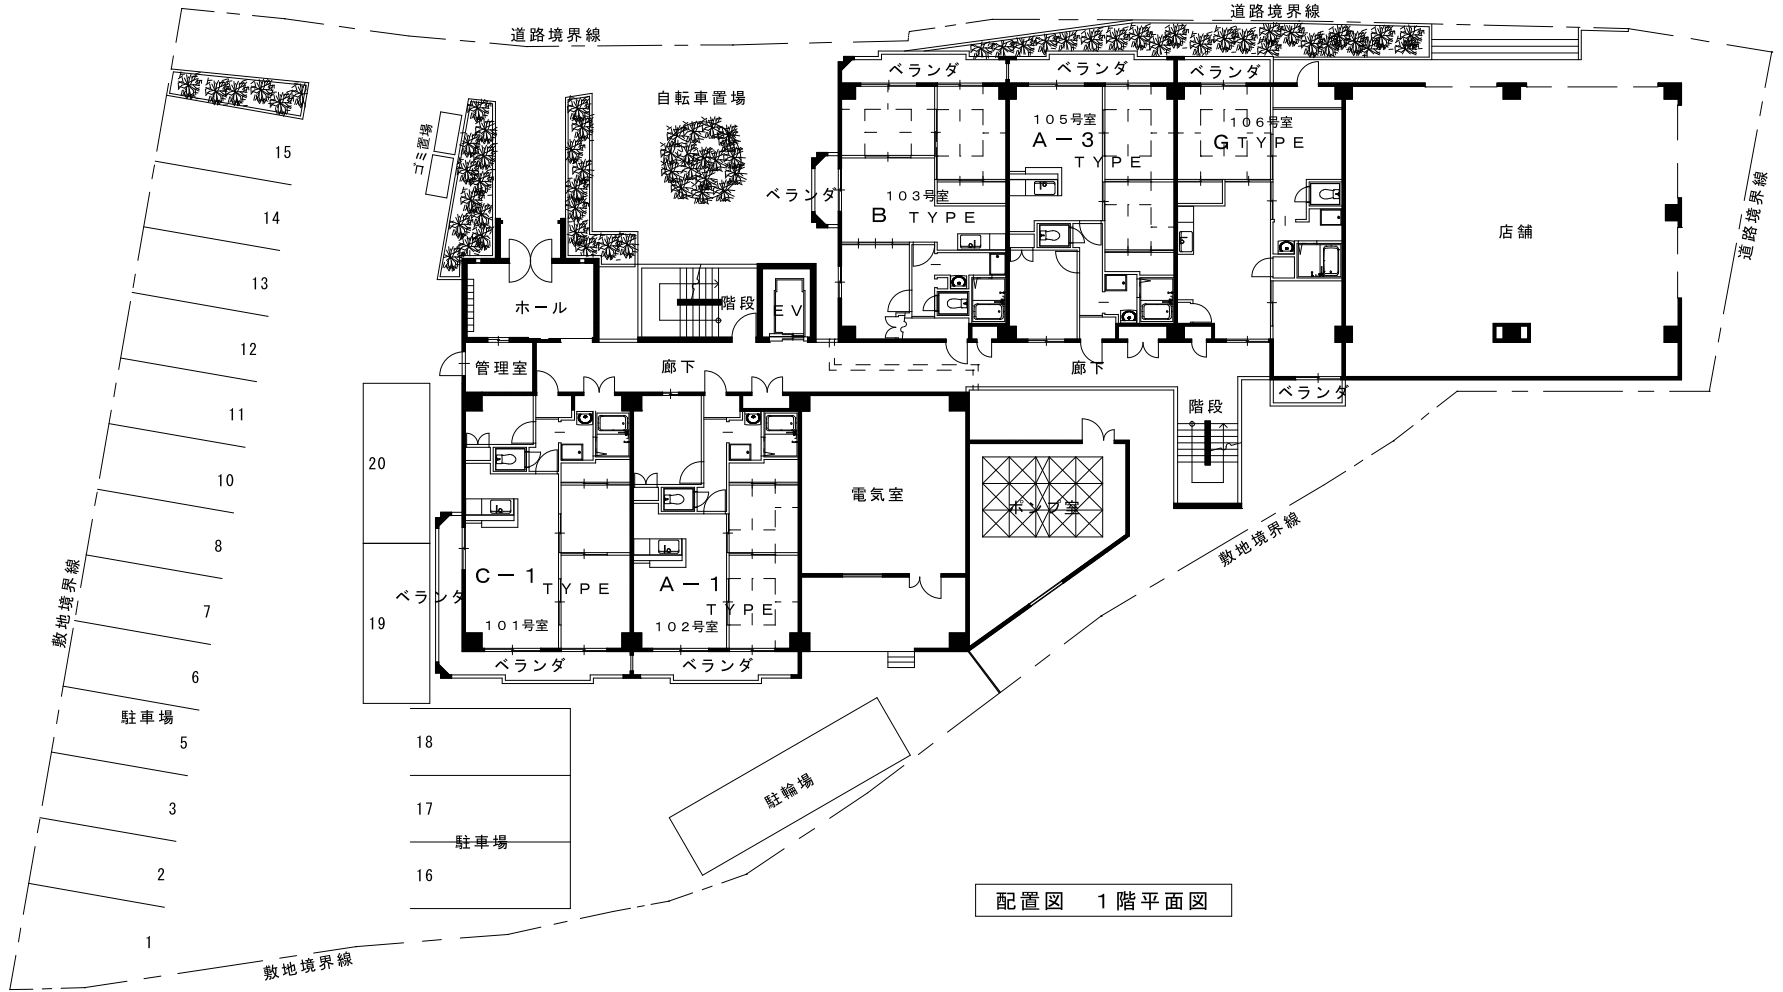 道路境界線
道路境界線
ベランダ
ベランダ
ベランダ
自転車置場
ゴミ置場
15
105号室
A-3
TYPE
106号室
G TYPE
ベランダ
103号室
B TYPE
14
店舗
道路境界線
13
ホール
階段
EV
12
管理室
廊下
廊下
ベランダ
11
階段
20
10
電気室
ポンプ室
8
敷地境界線
敷地境界線
C-1
TYPE
A-1
TYPE
ベランダ
7
19
101号室
102号室
ベランダ
ベランダ
6
駐車場
5
18
駐輪場
3
17
駐車場
2
16
配置図 1階平面図
1
敷地境界線